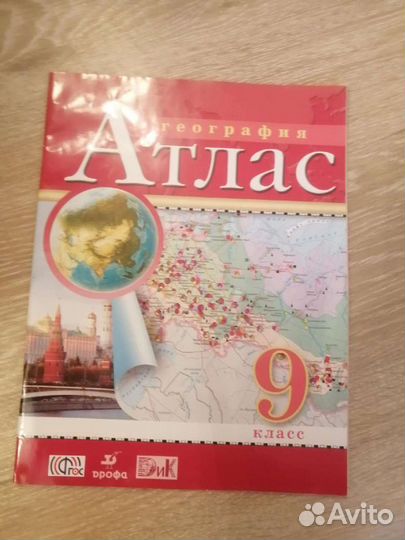 география
Атлас
9
класс
ФГОС
дрофа
ДиК
Avito